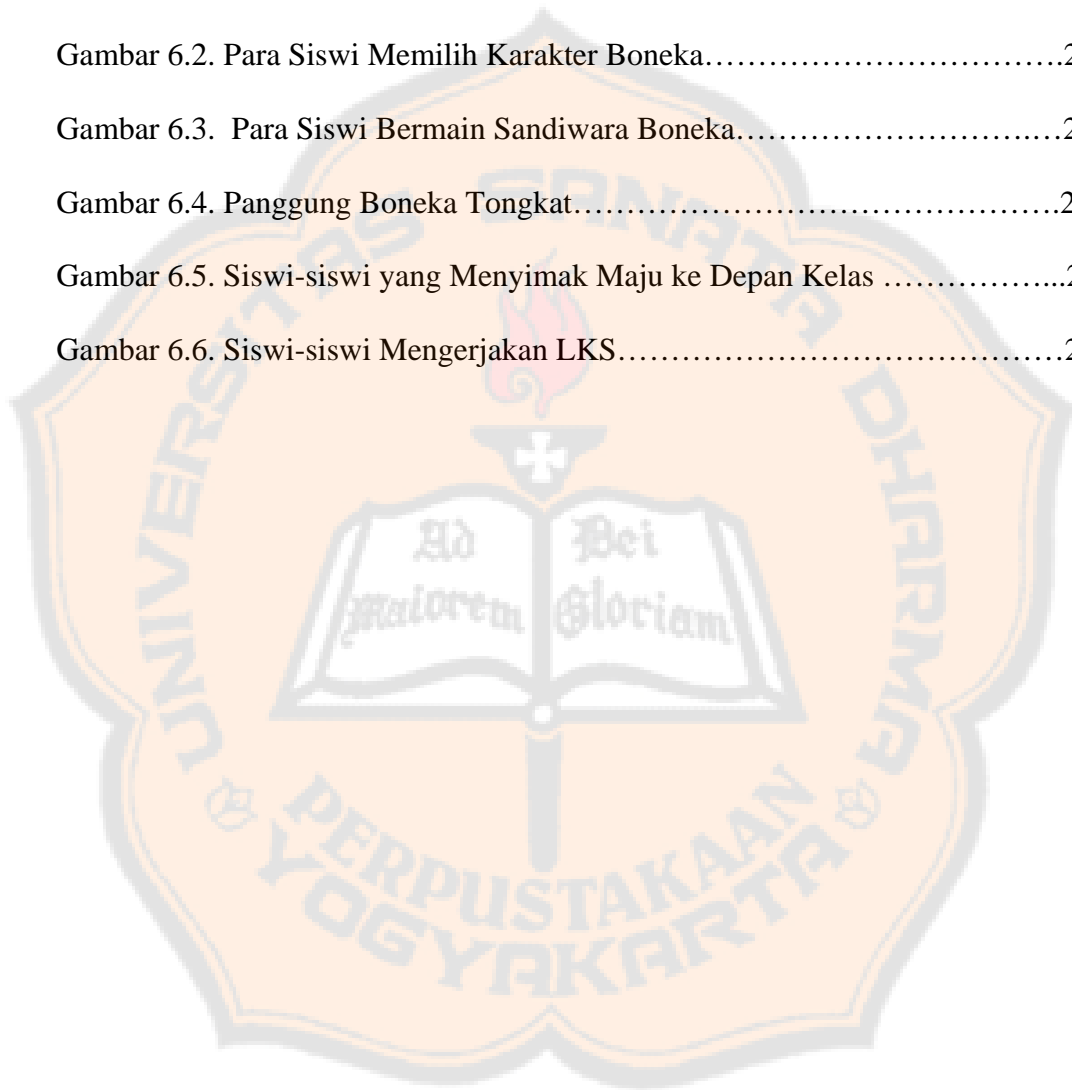 Gambar 6.2. Para Siswi Memilih Karakter Boneka…………………………….2
Gambar 6.3.  Para Siswi Bermain Sandiwara Boneka……………………….…2
Gambar 6.4. Panggung Boneka Tongkat……………………………………….2
Gambar 6.5. Siswi-siswi yang Menyimak Maju ke Depan Kelas ……………...2
Gambar 6.6. Siswi-siswi Mengerjakan LKS……………………………………2
UNIVERSITAS SANATA DHARMA
Ad Maiorem
Dei Gloriam
PERPUSTAKAAN
YOGYAKARTA